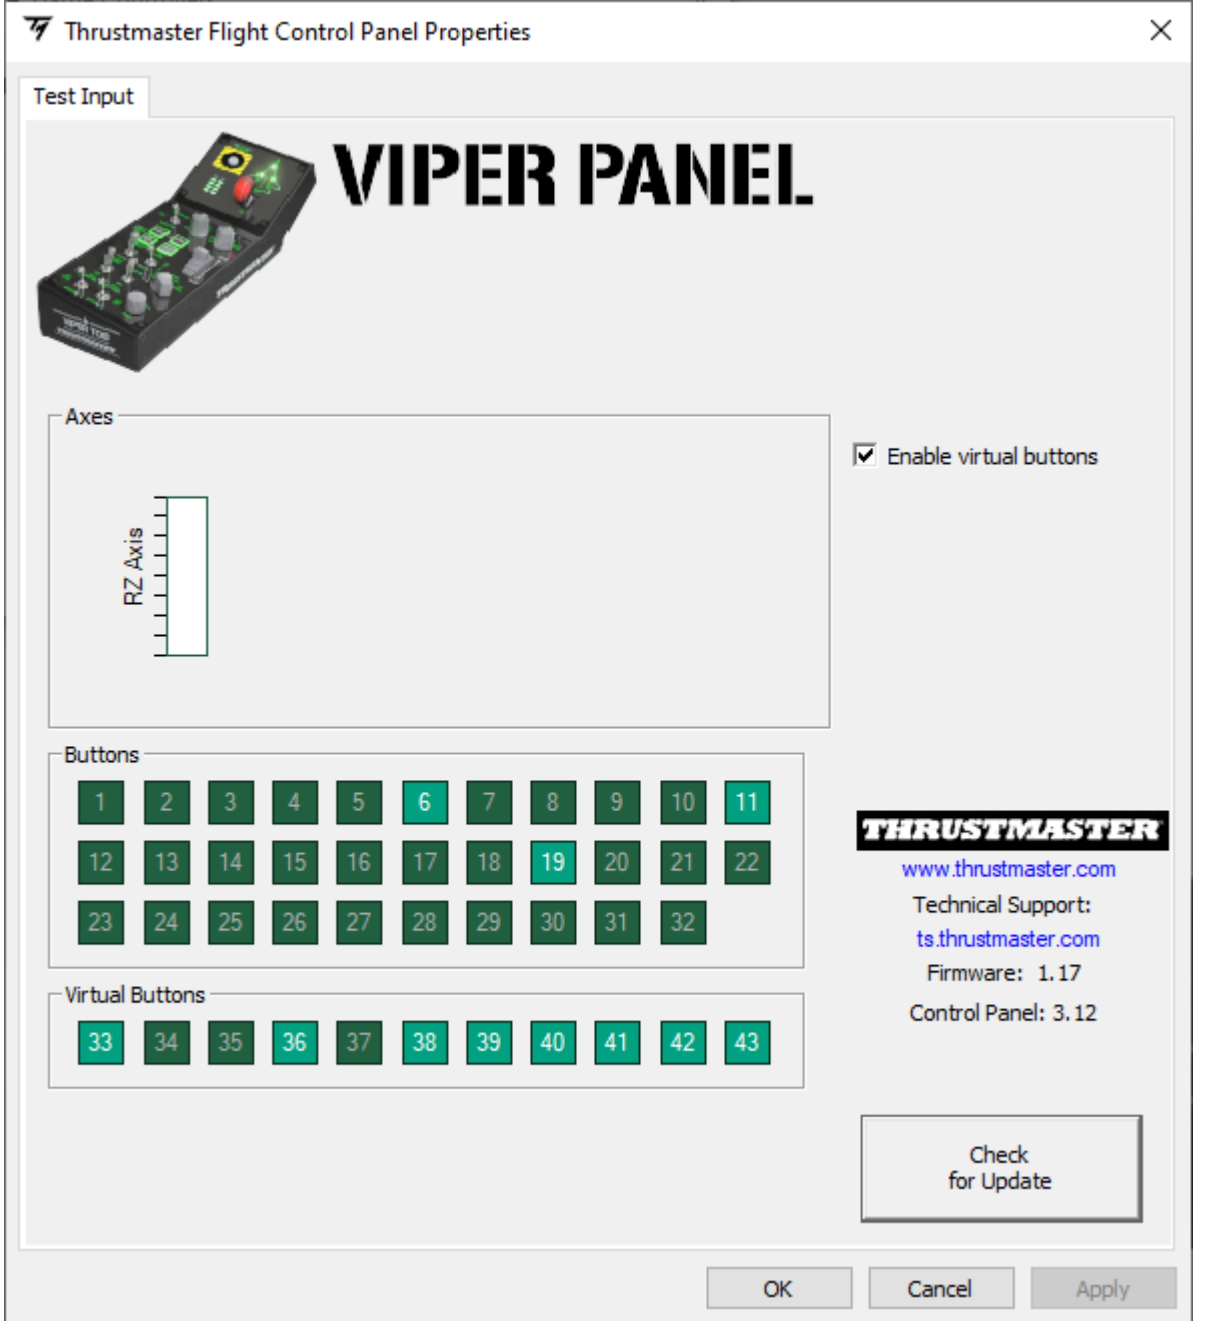 Thrustmaster Flight Control Panel Properties
Test Input
VIPER PANEL
THRUSTMASTER
VIPER TQS
Axes
Enable virtual buttons
RZ Axis
Buttons
1 2 3 4 5 6 7 8 9 10 11
12 13 14 15 16 17 18 19 20 21 22
23 24 25 26 27 28 29 30 31 32
THRUSTMASTER
www.thrustmaster.com
Technical Support:
ts.thrustmaster.com
Firmware: 1.17
Control Panel: 3.12
Virtual Buttons
33 34 35 36 37 38 39 40 41 42 43
Check
for Update
OK Cancel Apply